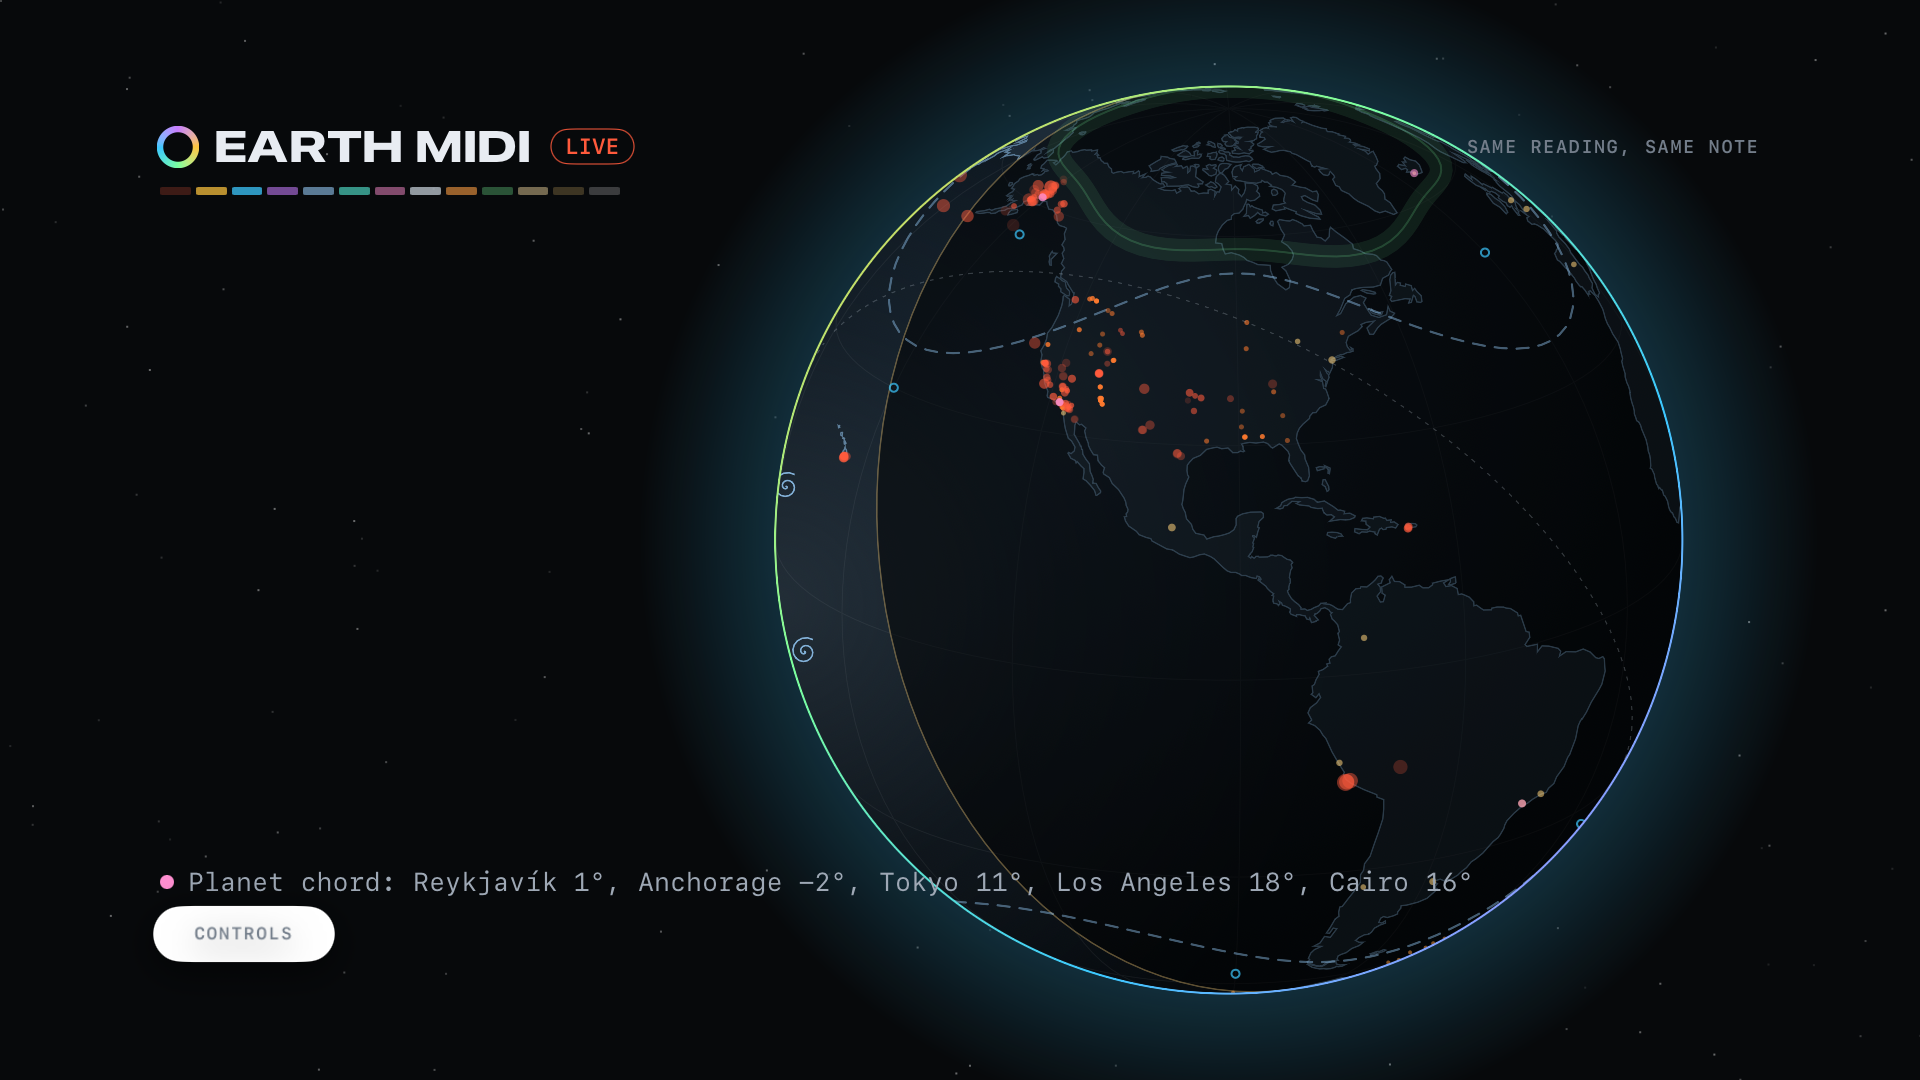 EARTH MIDI LIVE
SAME READING, SAME NOTE
Planet chord: Reykjavík 1°, Anchorage −2°, Tokyo 11°, Los Angeles 18°, Cairo 16°
CONTROLS